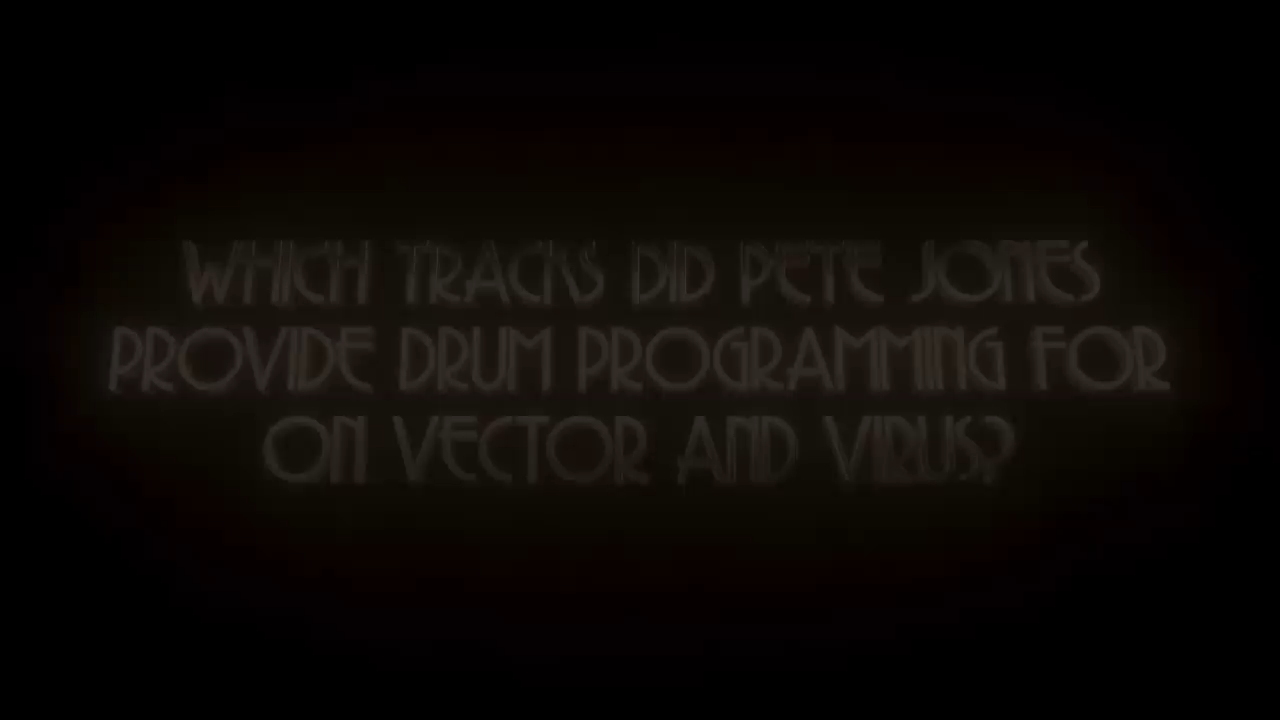 WHICH TRACKS DID PETE JONES
PROVIDE DRUM PROGRAMMING FOR
ON VECTOR AND VIRUS?